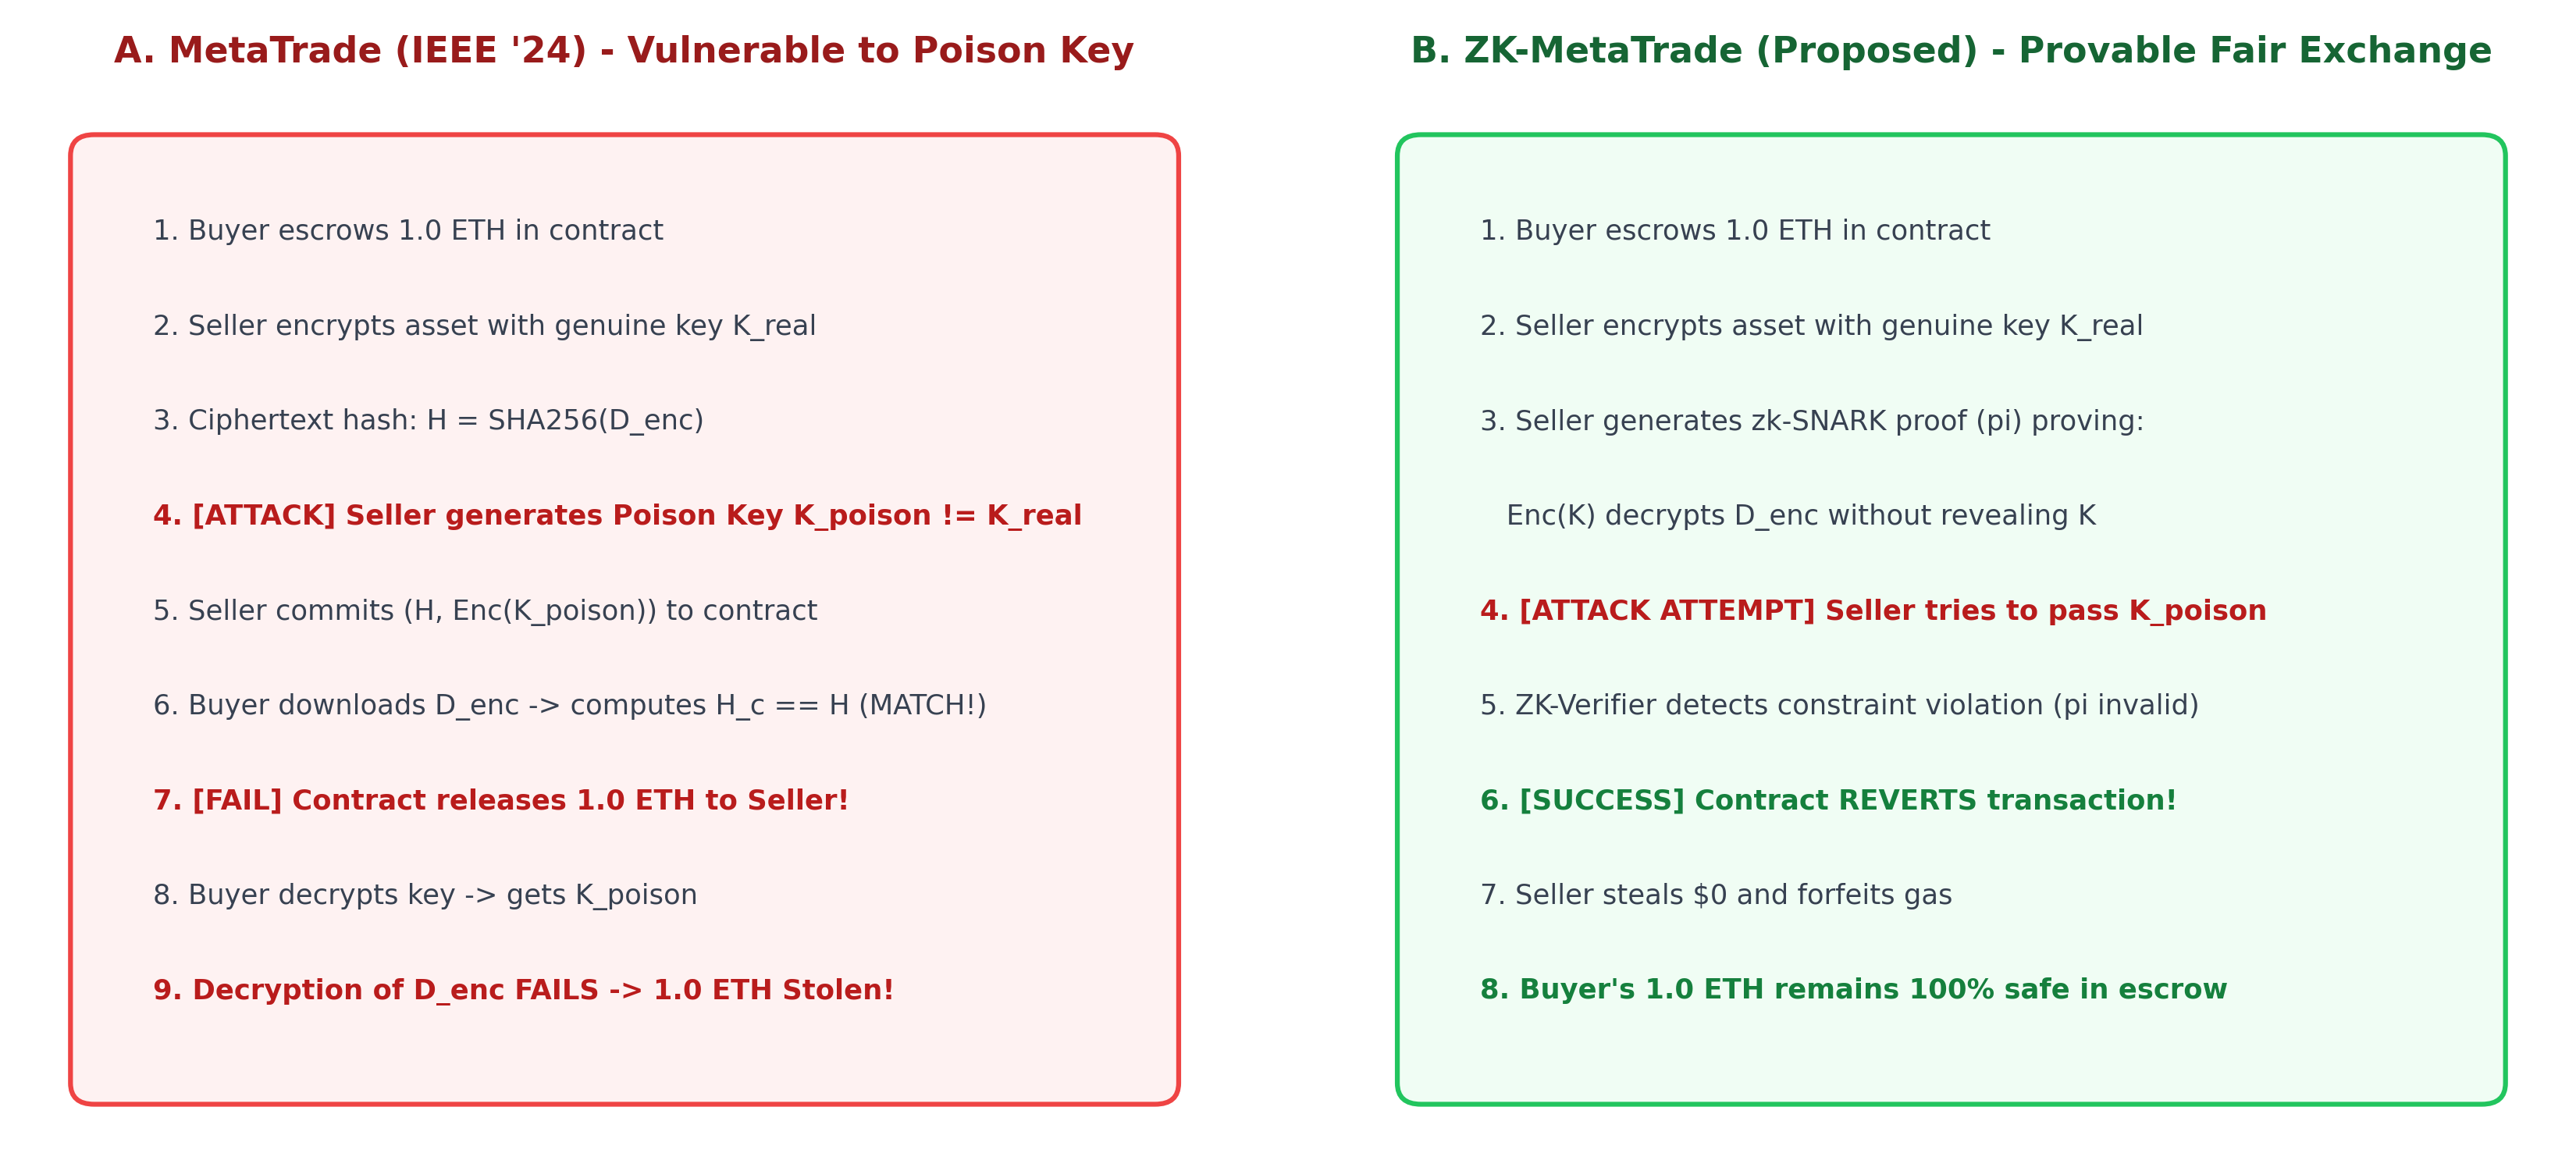 A. MetaTrade (IEEE '24) - Vulnerable to Poison Key
1. Buyer escrows 1.0 ETH in contract
2. Seller encrypts asset with genuine key K_real
3. Ciphertext hash: H = SHA256(D_enc)
4. [ATTACK] Seller generates Poison Key K_poison != K_real
5. Seller commits (H, Enc(K_poison)) to contract
6. Buyer downloads D_enc -> computes H_c == H (MATCH!)
7. [FAIL] Contract releases 1.0 ETH to Seller!
8. Buyer decrypts key -> gets K_poison
9. Decryption of D_enc FAILS -> 1.0 ETH Stolen!
B. ZK-MetaTrade (Proposed) - Provable Fair Exchange
1. Buyer escrows 1.0 ETH in contract
2. Seller encrypts asset with genuine key K_real
3. Seller generates zk-SNARK proof (pi) proving:
Enc(K) decrypts D_enc without revealing K
4. [ATTACK ATTEMPT] Seller tries to pass K_poison
5. ZK-Verifier detects constraint violation (pi invalid)
6. [SUCCESS] Contract REVERTS transaction!
7. Seller steals $0 and forfeits gas
8. Buyer's 1.0 ETH remains 100% safe in escrow